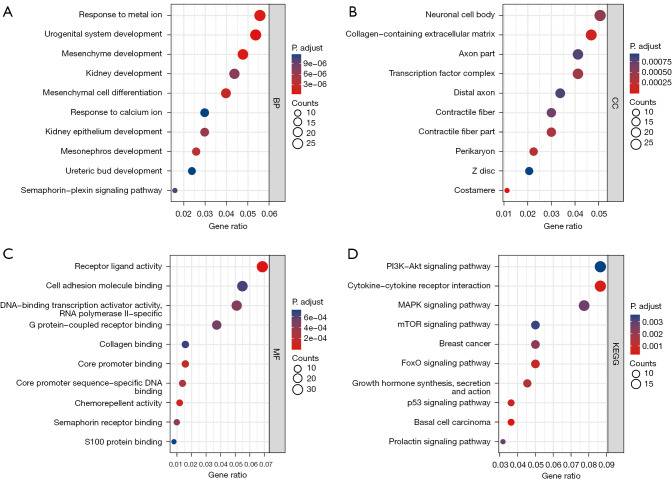 A
Response to metal ion
Urogenital system development
Mesenchyme development
Kidney development
Mesenchymal cell differentiation
Response to calcium ion
Kidney epithelium development
Mesonephros development
Ureteric bud development
Semaphorin−plexin signaling pathway
0.02 0.03 0.04 0.05 0.06
Gene ratio
BP
P. adjust
9e−06
6e−06
3e−06
Counts
10
15
20
25
B
Neuronal cell body
Collagen−containing extracellular matrix
Axon part
Transcription factor complex
Distal axon
Contractile fiber
Contractile fiber part
Perikaryon
Z disc
Costamere
0.01 0.02 0.03 0.04 0.05
Gene ratio
CC
P. adjust
0.00075
0.00050
0.00025
Counts
10
15
20
25
C
Receptor ligand activity
Cell adhesion molecule binding
DNA−binding transcription activator activity,
RNA polymerase II−specific
G protein−coupled receptor binding
Collagen binding
Core promoter binding
Core promoter sequence−specific DNA
binding
Chemorepellent activity
Semaphorin receptor binding
S100 protein binding
0.01 0.02 0.03 0.04 0.05 0.06 0.07
Gene ratio
MF
P. adjust
6e−04
4e−04
2e−04
Counts
10
20
30
D
PI3K−Akt signaling pathway
Cytokine−cytokine receptor interaction
MAPK signaling pathway
mTOR signaling pathway
Breast cancer
FoxO signaling pathway
Growth hormone synthesis, secretion
and action
p53 signaling pathway
Basal cell carcinoma
Prolactin signaling pathway
0.03 0.04 0.05 0.06 0.07 0.08 0.09
Gene ratio
KEGG
P. adjust
0.003
0.002
0.001
Counts
10
15